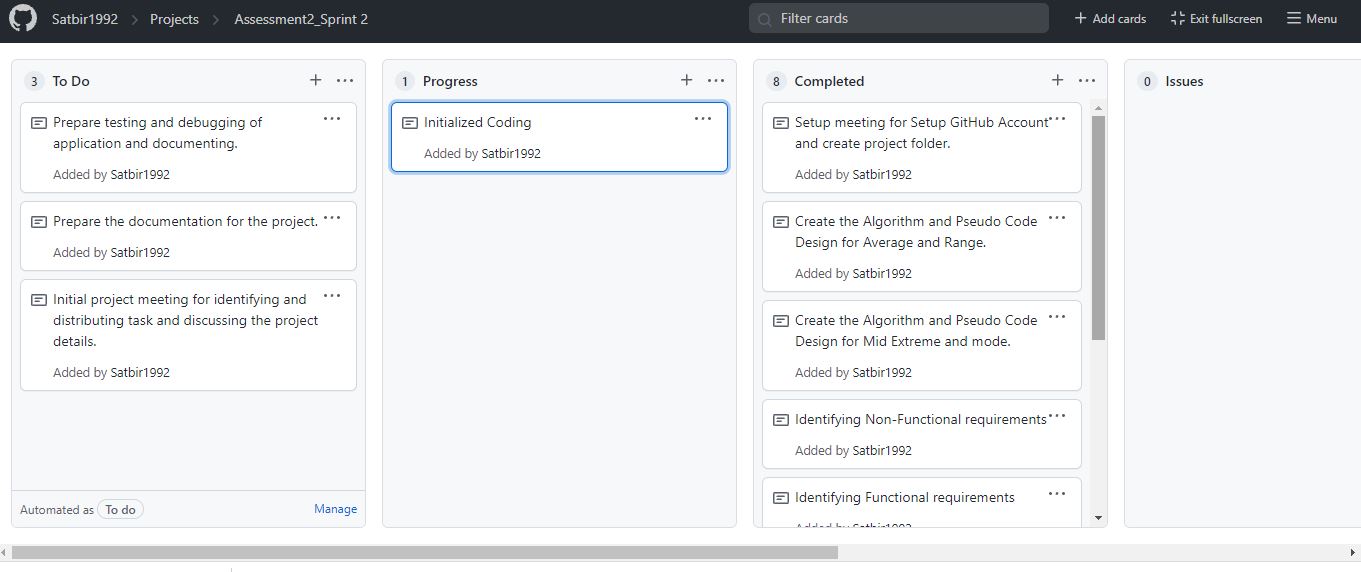 Satbir1992 Projects Assessment2_Sprint 2
Filter cards
Add cards
Exit fullscreen
Menu
3 To Do
Prepare testing and debugging of
application and documenting.
Added by Satbir1992
Prepare the documentation for the project.
Added by Satbir1992
Initial project meeting for identifying and
distributing task and discussing the project
details.
Added by Satbir1992
Automated as To do
Manage
1 Progress
Initialized Coding
Added by Satbir1992
8 Completed
Setup meeting for Setup GitHub Account
and create project folder.
Added by Satbir1992
Create the Algorithm and Pseudo Code
Design for Average and Range.
Added by Satbir1992
Create the Algorithm and Pseudo Code
Design for Mid Extreme and mode.
Added by Satbir1992
Identifying Non-Functional requirements
Added by Satbir1992
Identifying Functional requirements
Added by Satbir1992
0 Issues